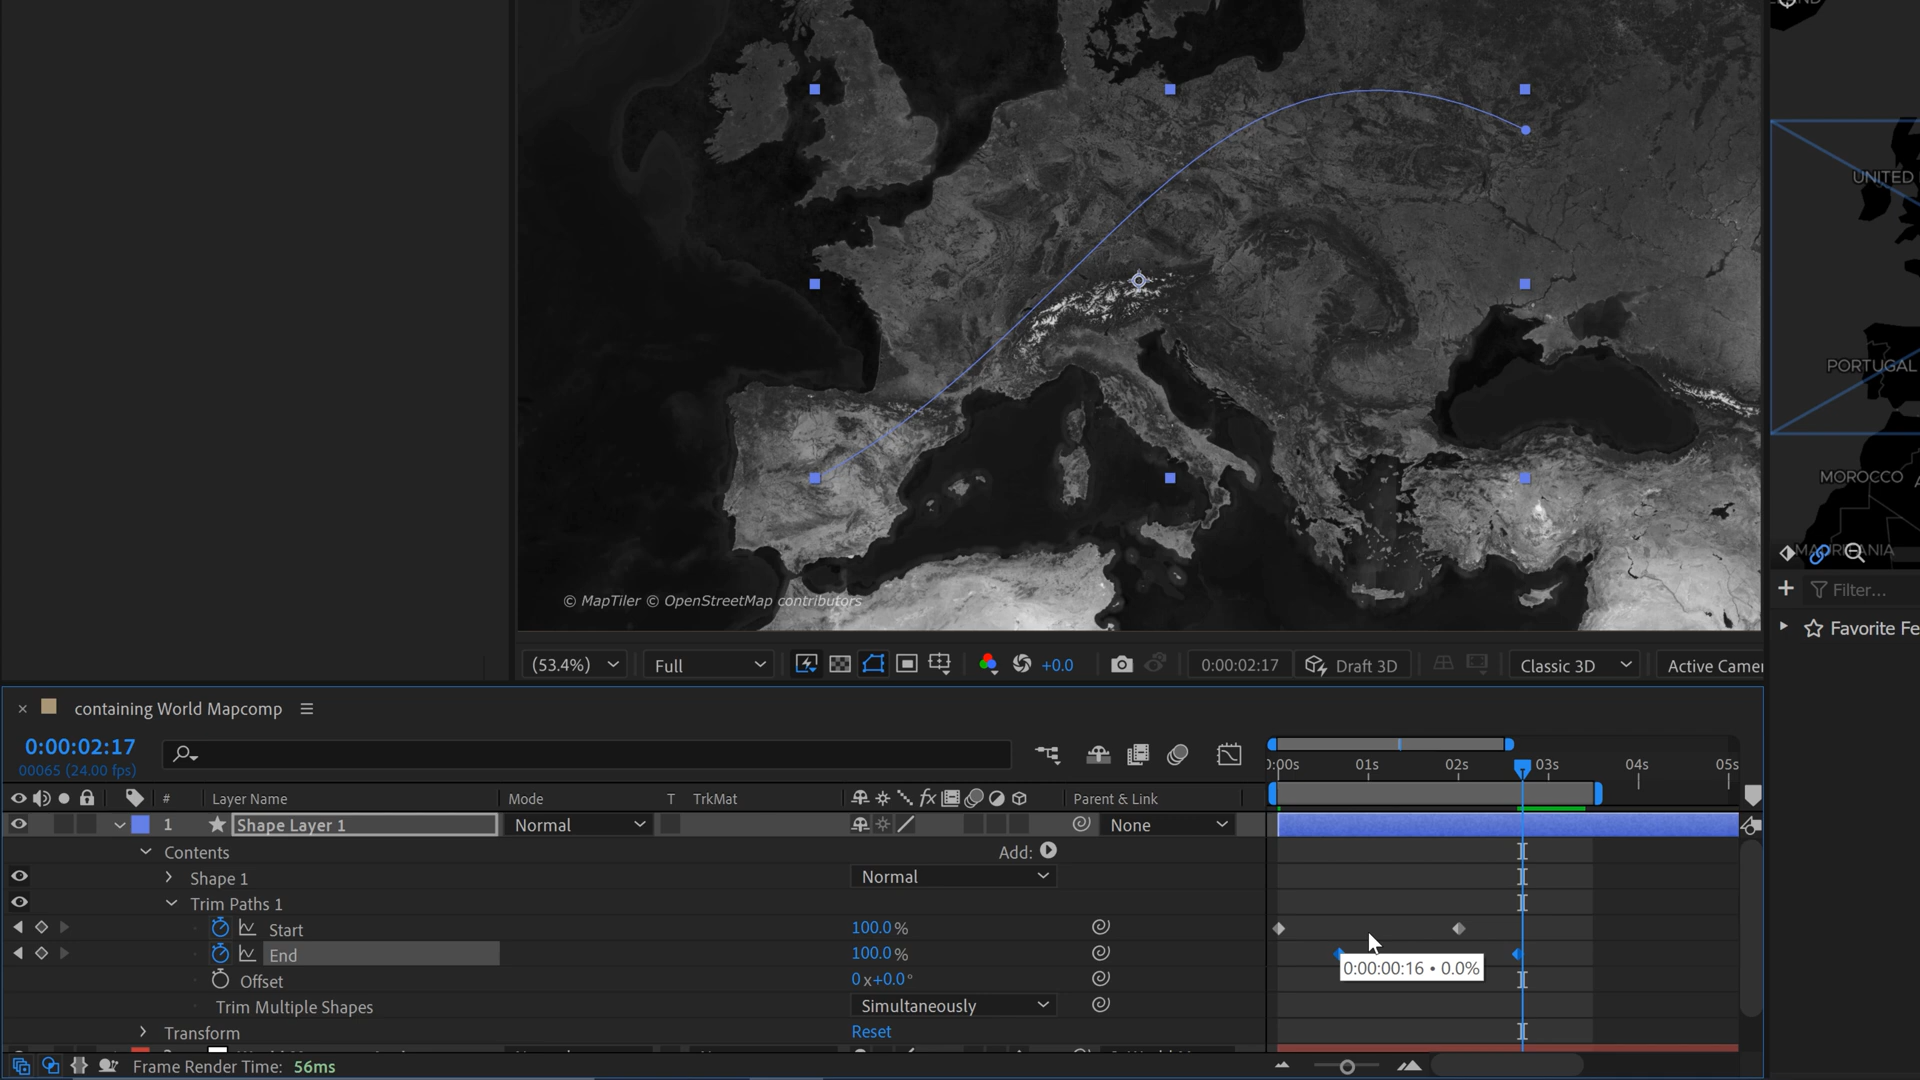 UNITED
PORTUGAL
MOROCCO
MAURITANIA
© MapTiler © OpenStreetMap contributors
Filter...
Favorite Fe
(53.4%)
Full
+0.0
0:00:02:17
Draft 3D
Classic 3D
Active Camer
containing World Mapcomp
0:00:02:17
00065 (24.00 fps)
):00s 01s 02s 03s 04s 05s
# Layer Name Mode T TrkMat fx Parent & Link
1 Shape Layer 1 Normal None
Contents Add:
Shape 1 Normal
Trim Paths 1
Start 100.0 %
End 100.0 %
0:00:00:16 • 0.0%
Offset 0 x+0.0 °
Trim Multiple Shapes Simultaneously
Transform Reset
Frame Render Time: 56ms